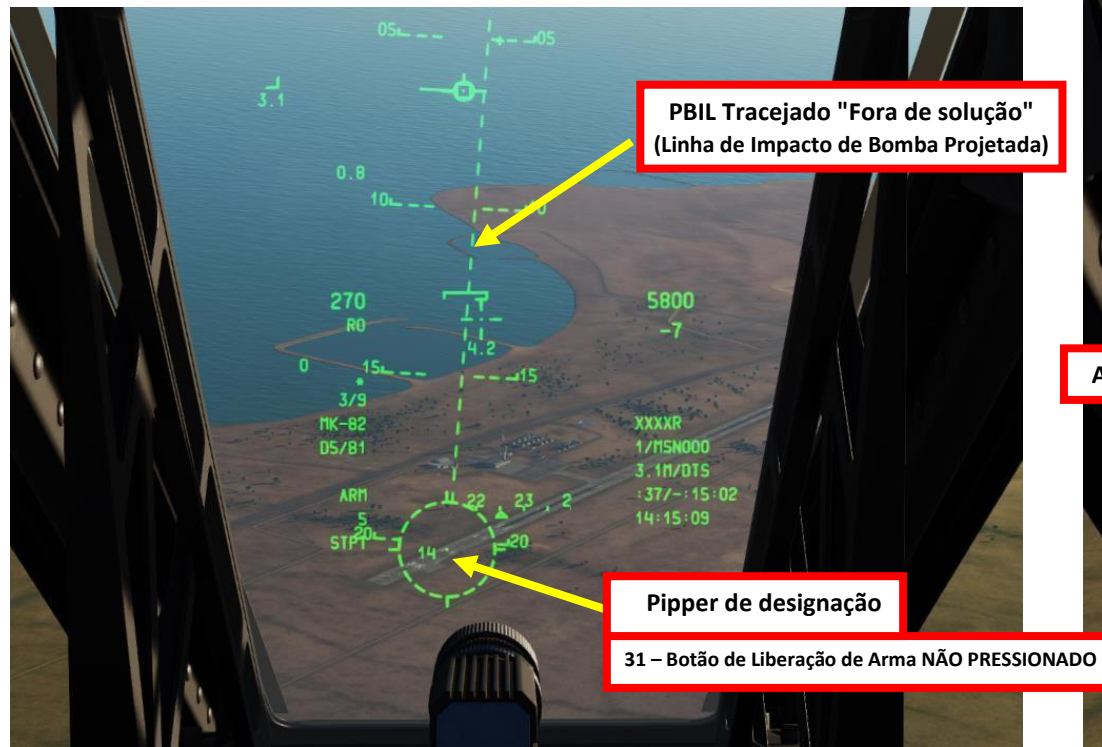 05 05
3.1
PBIL Tracejado "Fora de solução"
(Linha de Impacto de Bomba Projetada)
0.8
10
270 5800
R0 -7
4.2
0 15 15
3/9
MK-82 XXXXR
D5/B1 1/MSN000
3.1M/DTS
ARM :37/-:15:02
5 14:15:09
22 23 2
STPT 20 20
14
Pipper de designação
31 – Botão de Liberação de Arma NÃO PRESSIONADO
A